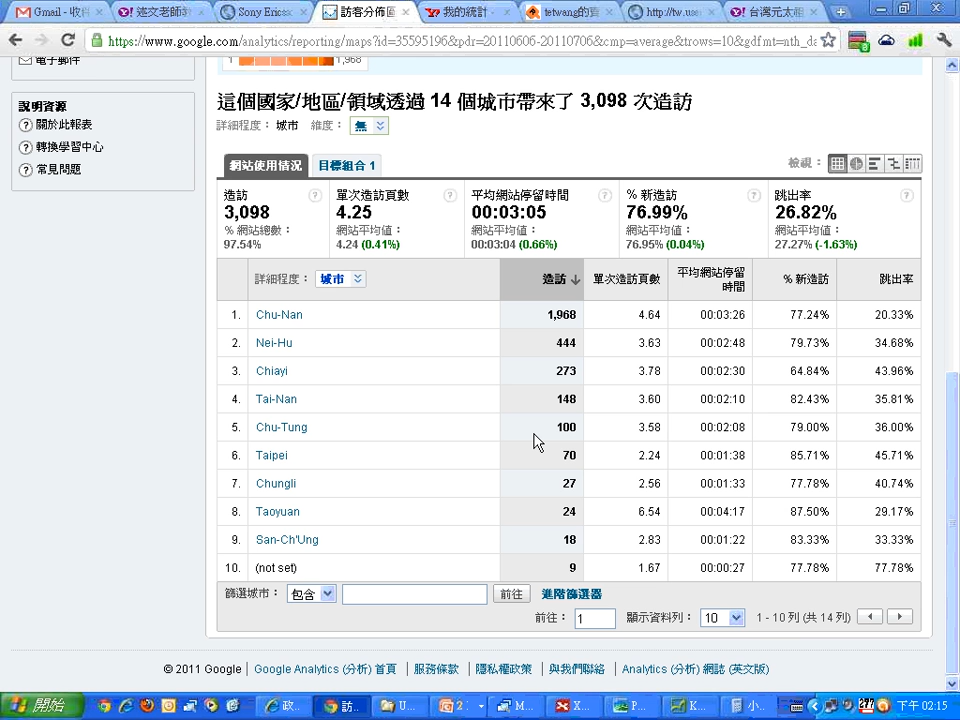 Gmail - 收件
迷文老師
Sony Ericss
訪客分佈區
我的統計 -
tetwang的賣
http://tw.use
台灣元太祖
https://www.google.com/analytics/reporting/maps?id=35595196&pdr=20110606-20110706&cmp=average&trows=10&gdfmt=nth_da
電子郵件
1
1,968
說明資源
關於此報表
轉換學習中心
常見問題
這個國家/地區/領域透過 14 個城市帶來了 3,098 次造訪
詳細程度: 城市 維度: 無
網站使用情況 目標組合 1
檢視:
造訪
3,098
% 網站總數:
97.54%
單次造訪頁數
4.25
網站平均值:
4.24 (0.41%)
平均網站停留時間
00:03:05
網站平均值:
00:03:04 (0.66%)
% 新造訪
76.99%
網站平均值:
76.95% (0.04%)
跳出率
26.82%
網站平均值:
27.27% (-1.63%)
詳細程度: 城市 造訪 單次造訪頁數 平均網站停留時間 % 新造訪 跳出率
1. Chu-Nan 1,968 4.64 00:03:26 77.24% 20.33%
2. Nei-Hu 444 3.63 00:02:48 79.73% 34.68%
3. Chiayi 273 3.78 00:02:30 64.84% 43.96%
4. Tai-Nan 148 3.60 00:02:10 82.43% 35.81%
5. Chu-Tung 100 3.58 00:02:08 79.00% 36.00%
6. Taipei 70 2.24 00:01:38 85.71% 45.71%
7. Chungli 27 2.56 00:01:33 77.78% 40.74%
8. Taoyuan 24 6.54 00:04:17 87.50% 29.17%
9. San-Ch'Ung 18 2.83 00:01:22 83.33% 33.33%
10. (not set) 9 1.67 00:00:27 77.78% 77.78%
篩選城市: 包含 前往 進階篩選器
前往: 1 顯示資料列: 10 1 - 10 列 (共 14 列)
© 2011 Google | Google Analytics (分析) 首頁 | 服務條款 | 隱私權政策 | 與我們聯絡 | Analytics (分析) 網誌 (英文版)
開始
政..
訪..
U...
2
M...
X...
P...
K...
小..
下午 02:15